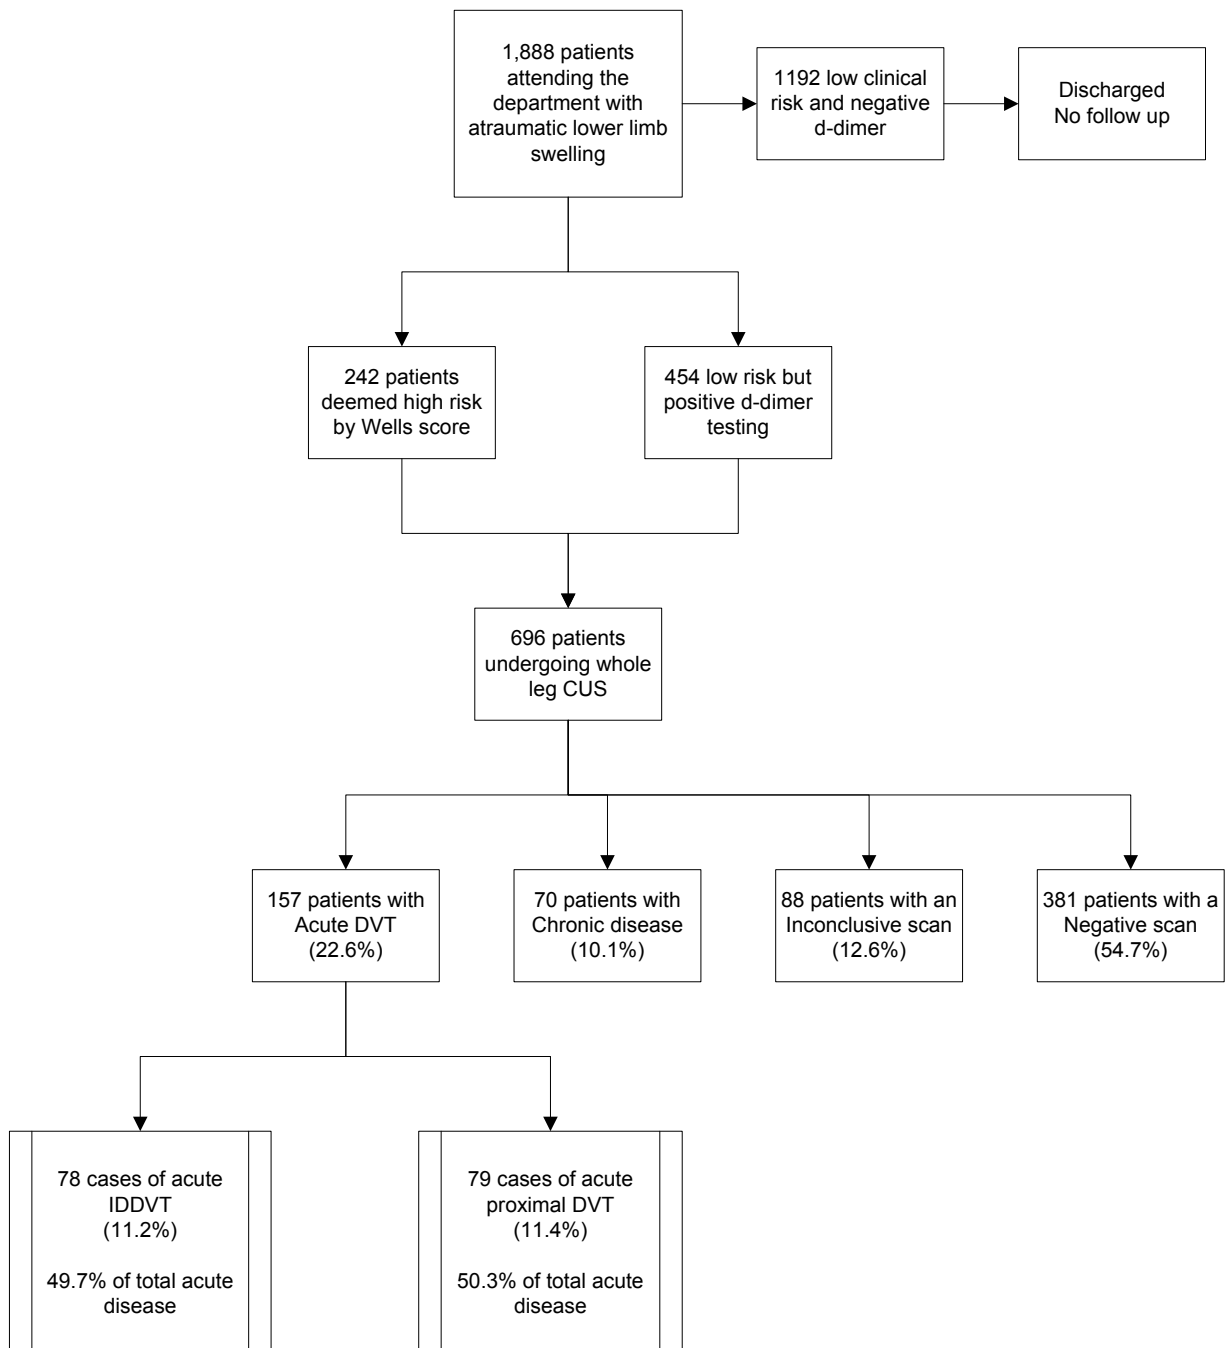 1,888 patients
attending the
department with
atraumatic lower limb
swelling
1192 low clinical
risk and negative
d-dimer
Discharged
No follow up
242 patients
deemed high risk
by Wells score
454 low risk but
positive d-dimer
testing
696 patients
undergoing whole
leg CUS
157 patients with
Acute DVT
(22.6%)
70 patients with
Chronic disease
(10.1%)
88 patients with an
Inconclusive scan
(12.6%)
381 patients with a
Negative scan
(54.7%)
78 cases of acute
IDDVT
(11.2%)
49.7% of total acute
disease
79 cases of acute
proximal DVT
(11.4%)
50.3% of total acute
disease